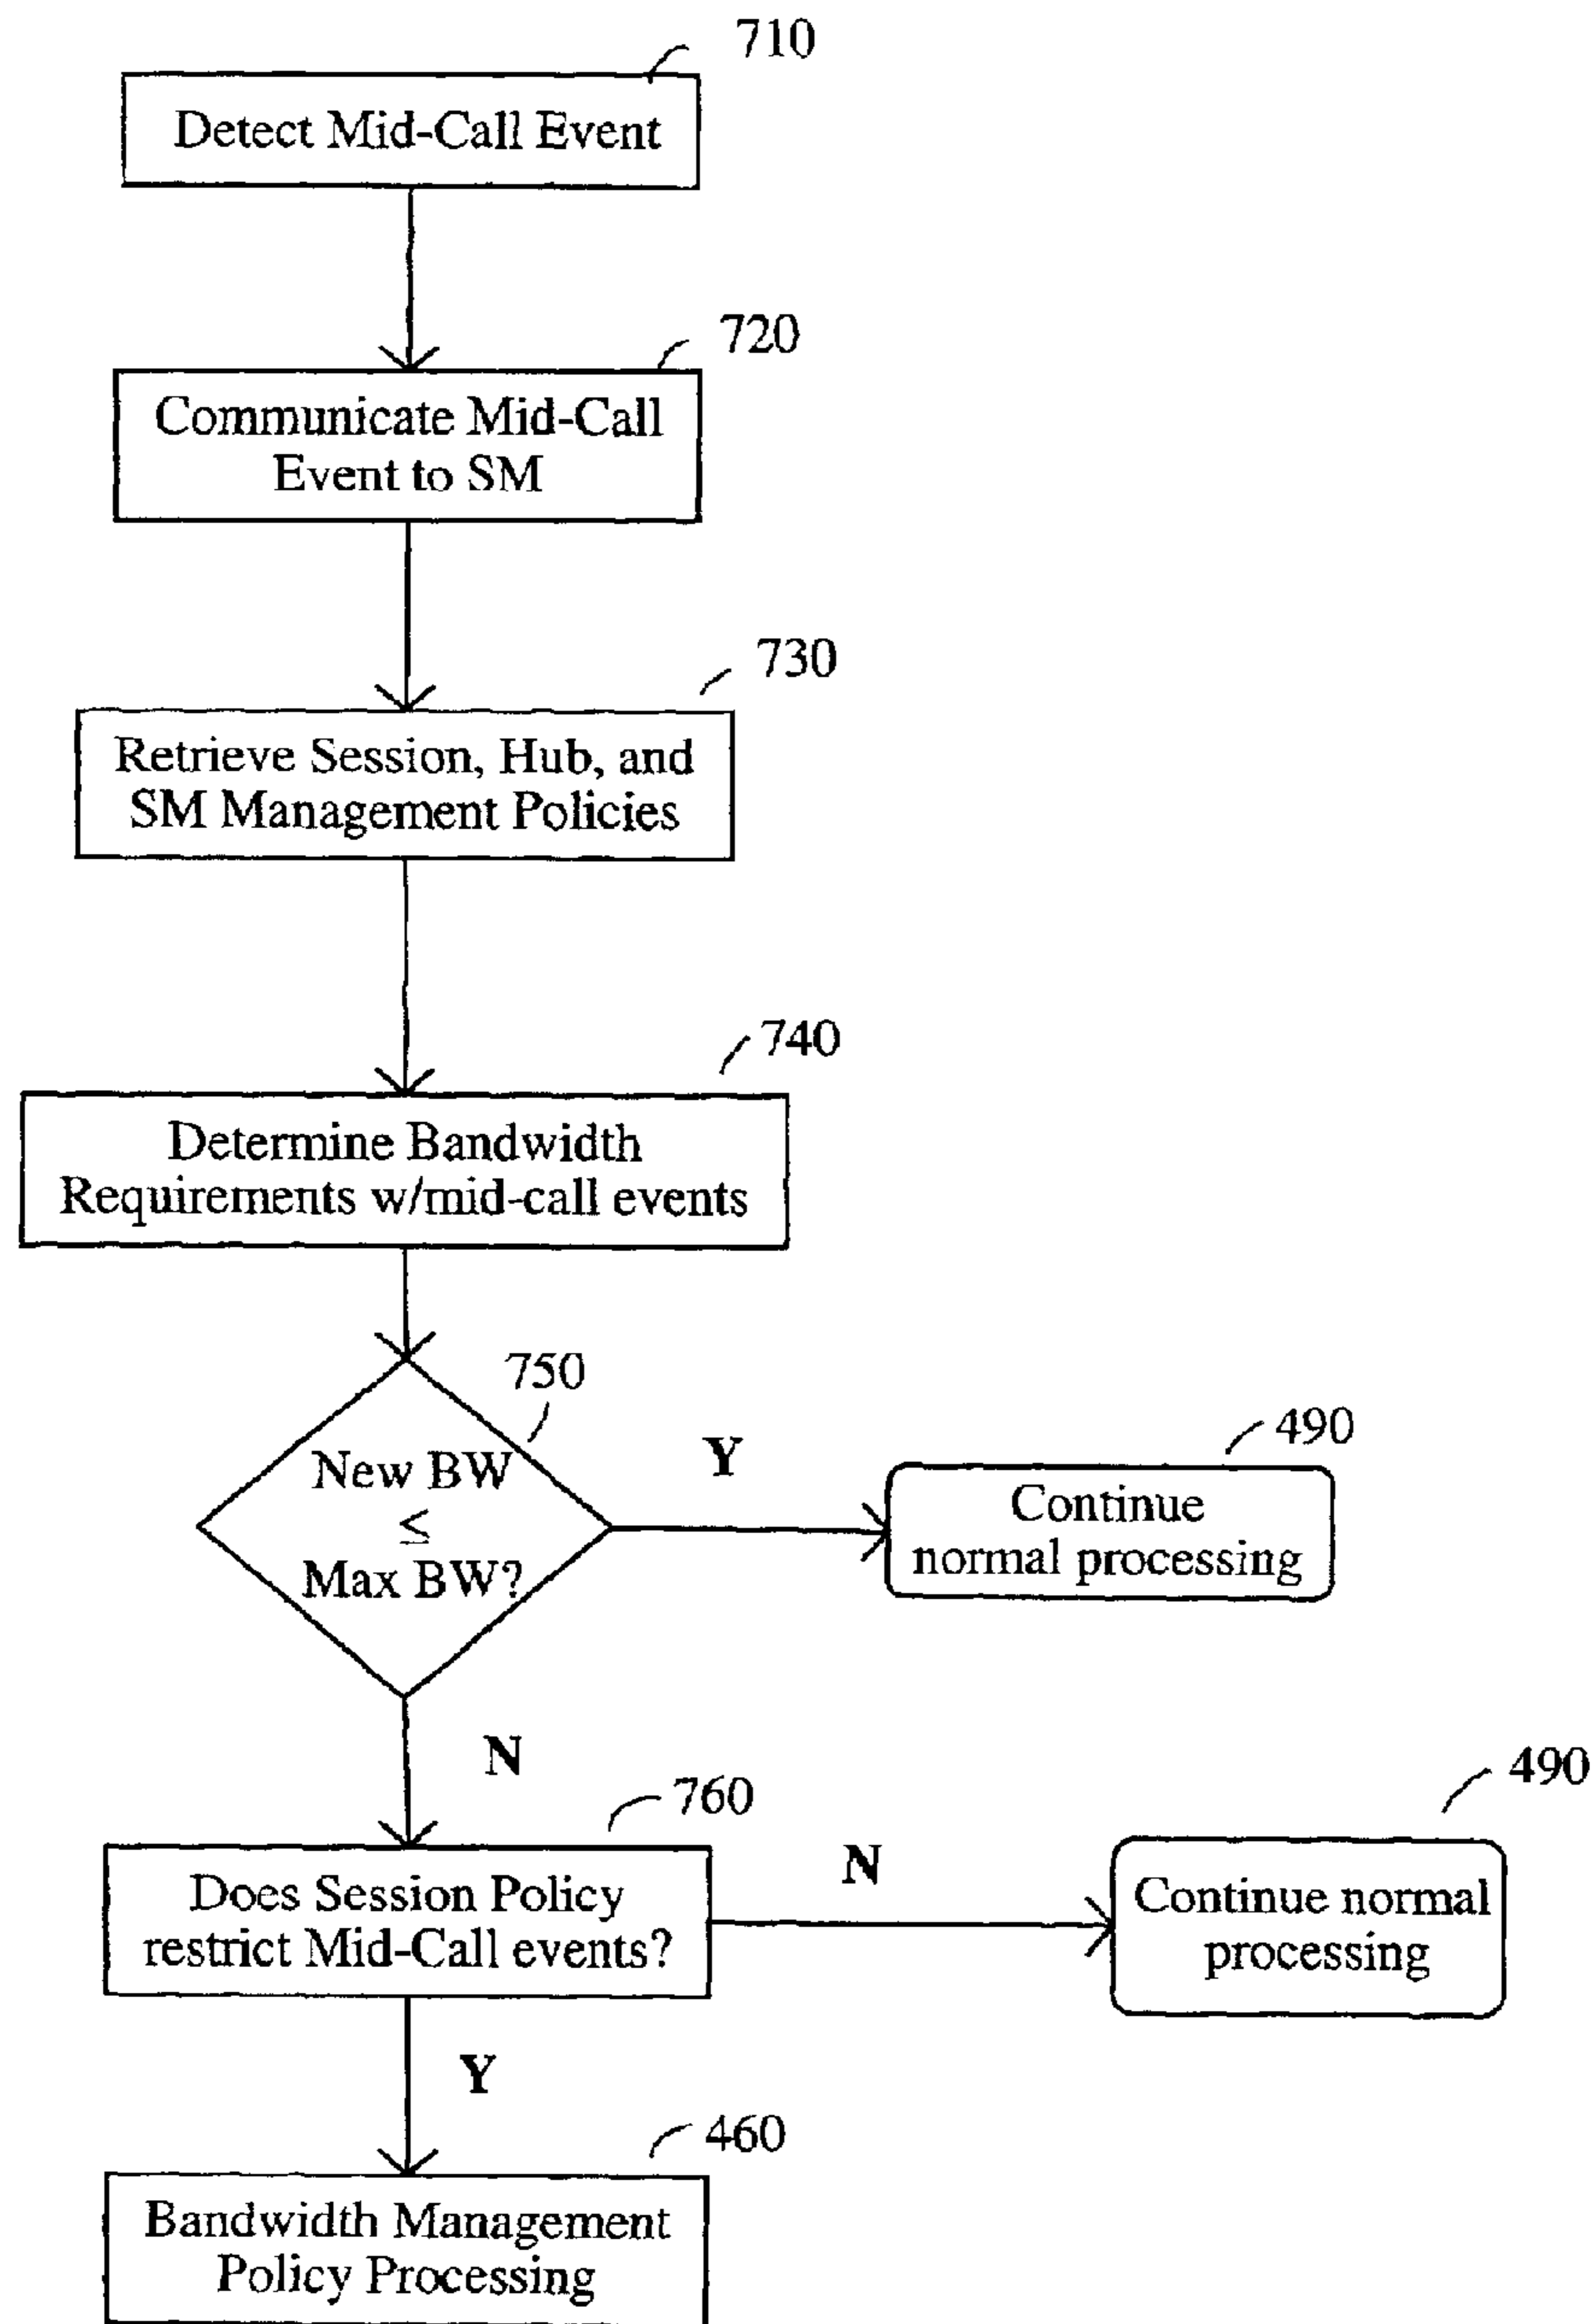 710
Detect Mid-Call Event
720
Communicate Mid-Call
Event to SM
730
Retrieve Session, Hub, and
SM Management Policies
740
Determine Bandwidth
Requirements w/mid-call events
750
New BW
≤
Max BW?
Y
490
Continue
normal processing
N
760
Does Session Policy
restrict Mid-Call events?
N
490
Continue normal
processing
Y
460
Bandwidth Management
Policy Processing